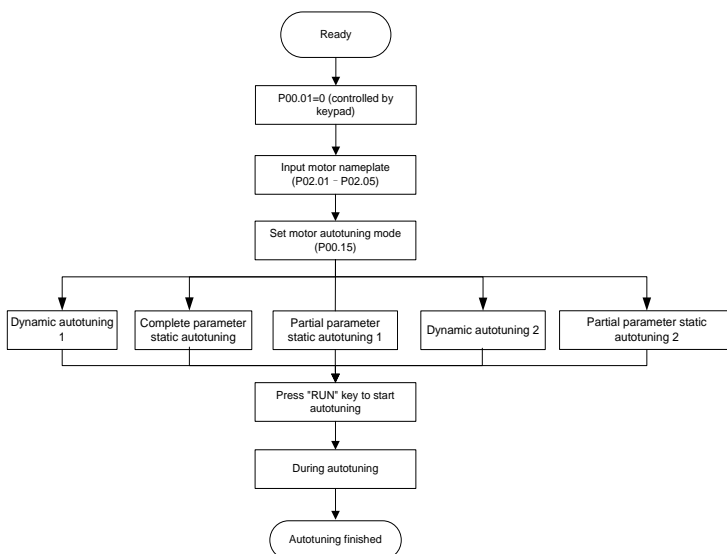 Ready
P00.01=0 (controlled by
keypad)
Input motor nameplate
(P02.01－P02.05)
Set motor autotuning mode
(P00.15)
Dynamic autotuning
1
Complete parameter
static autotuning
Partial parameter
static autotuning 1
Dynamic autotuning 2
Partial parameter static
autotuning 2
Press "RUN" key to start
autotuning
During autotuning
Autotuning finished